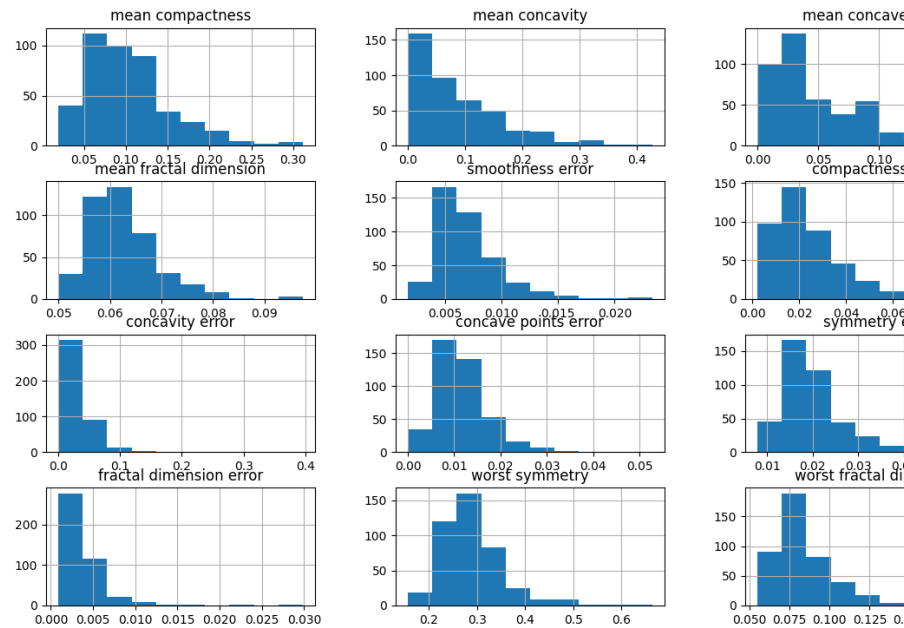 mean compactness
mean concavity
mean concave
100
50
0
0.05 0.10 0.15 0.20 0.25 0.30
150
100
50
0
0.0 0.1 0.2 0.3 0.4
100
50
0
0.00 0.05 0.10
mean fractal dimension
smoothness error
compactness
100
50
0
0.05 0.06 0.07 0.08 0.09
150
100
50
0
0.005 0.010 0.015 0.020
150
100
50
0
0.00 0.02 0.04 0.06
concavity error
concave points error
symmetry e
300
200
100
0
0.0 0.1 0.2 0.3 0.4
150
100
50
0
0.00 0.01 0.02 0.03 0.04 0.05
150
100
50
0
0.01 0.02 0.03 0.0
fractal dimension error
worst symmetry
worst fractal di
200
100
0
0.000 0.005 0.010 0.015 0.020 0.025 0.030
150
100
50
0
0.2 0.3 0.4 0.5 0.6
150
100
50
0
0.050 0.075 0.100 0.125 0.1